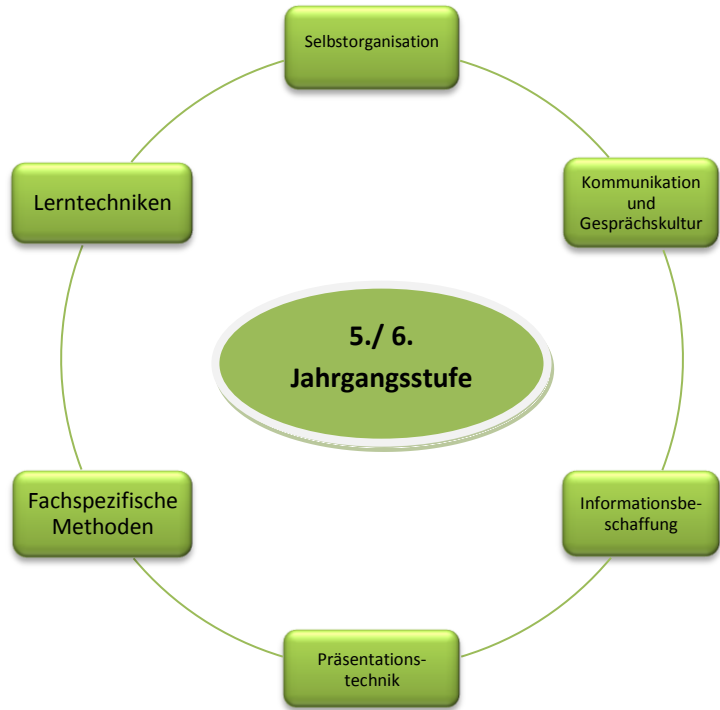 Selbstorganisation
Kommunikation
und
Gesprächskultur
Informationsbe-
schaffung
Präsentations-
technik
Fachspezifische
Methoden
Lerntechniken
5./ 6.
Jahrgangsstufe